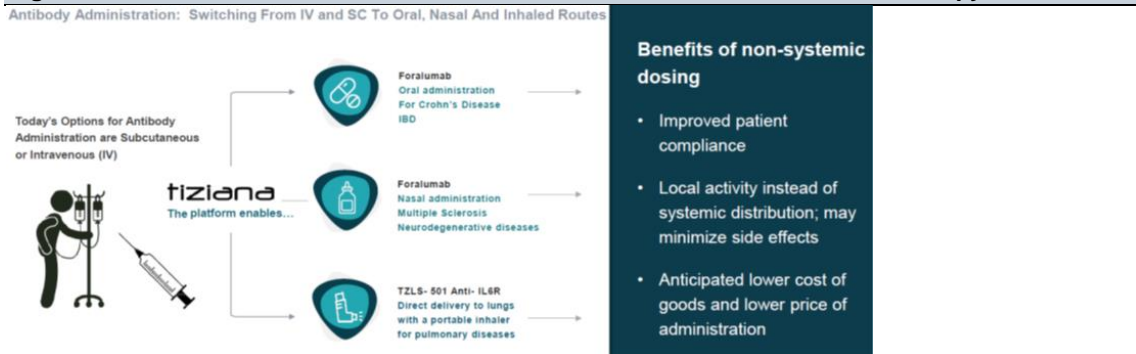 Antibody Administration: Switching From IV and SC To Oral, Nasal And Inhaled Routes
Today's Options for Antibody
Administration are Subcutaneous
or Intravenous (IV)
tiziana
The platform enables...
Foralumab
Oral administration
For Crohn's Disease
IBD
Foralumab
Nasal administration
Multiple Sclerosis
Neurodegenerative diseases
TZLS- 501 Anti- IL6R
Direct delivery to lungs
with a portable inhaler
for pulmonary diseases
Benefits of non-systemic
dosing
• Improved patient
compliance
• Local activity instead of
systemic distribution; may
minimize side effects
• Anticipated lower cost of
goods and lower price of
administration